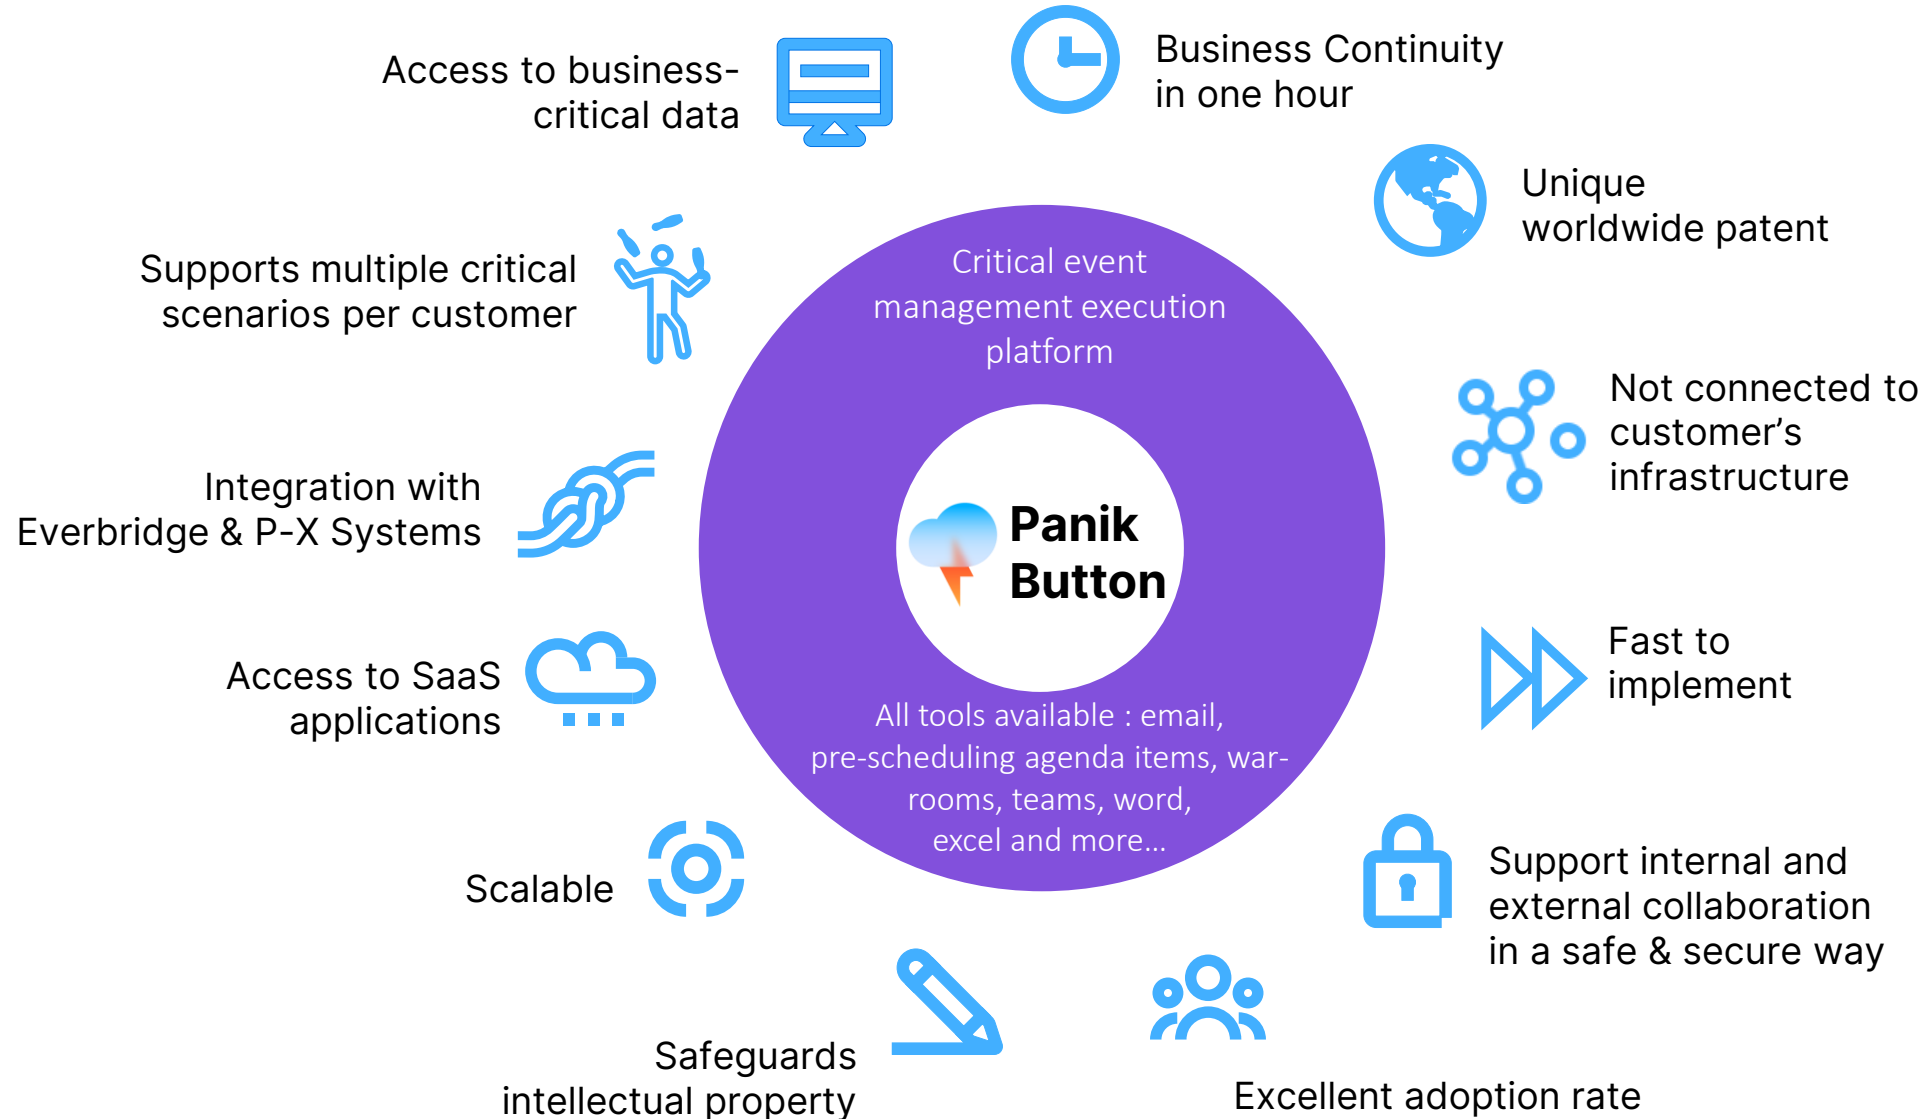 Access to business-
critical data
Business Continuity
in one hour
Unique
worldwide patent
Supports multiple critical
scenarios per customer
Critical event
management execution
platform
Not connected to
customer’s
infrastructure
Integration with
Everbridge & P-X Systems
Panik
Button
Fast to
implement
Access to SaaS
applications
All tools available : email,
pre-scheduling agenda items, war-
rooms, teams, word,
excel and more...
Scalable
Support internal and
external collaboration
in a safe & secure way
Safeguards
intellectual property
Excellent adoption rate